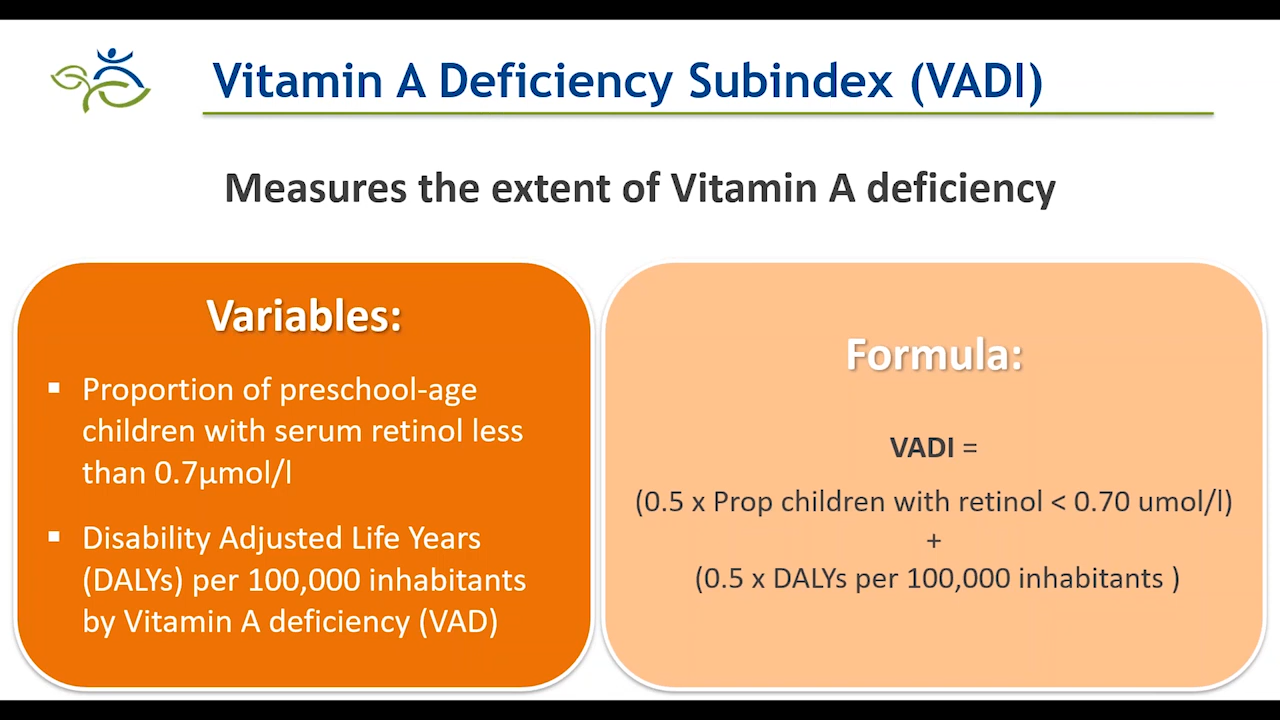 Vitamin A Deficiency Subindex (VADI)
Measures the extent of Vitamin A deficiency
Variables:
▪ Proportion of preschool-age
children with serum retinol less
than 0.7µmol/l
▪ Disability Adjusted Life Years
(DALYs) per 100,000 inhabitants
by Vitamin A deficiency (VAD)
Formula:
VADI =
(0.5 x Prop children with retinol < 0.70 umol/l)
+
(0.5 x DALYs per 100,000 inhabitants )